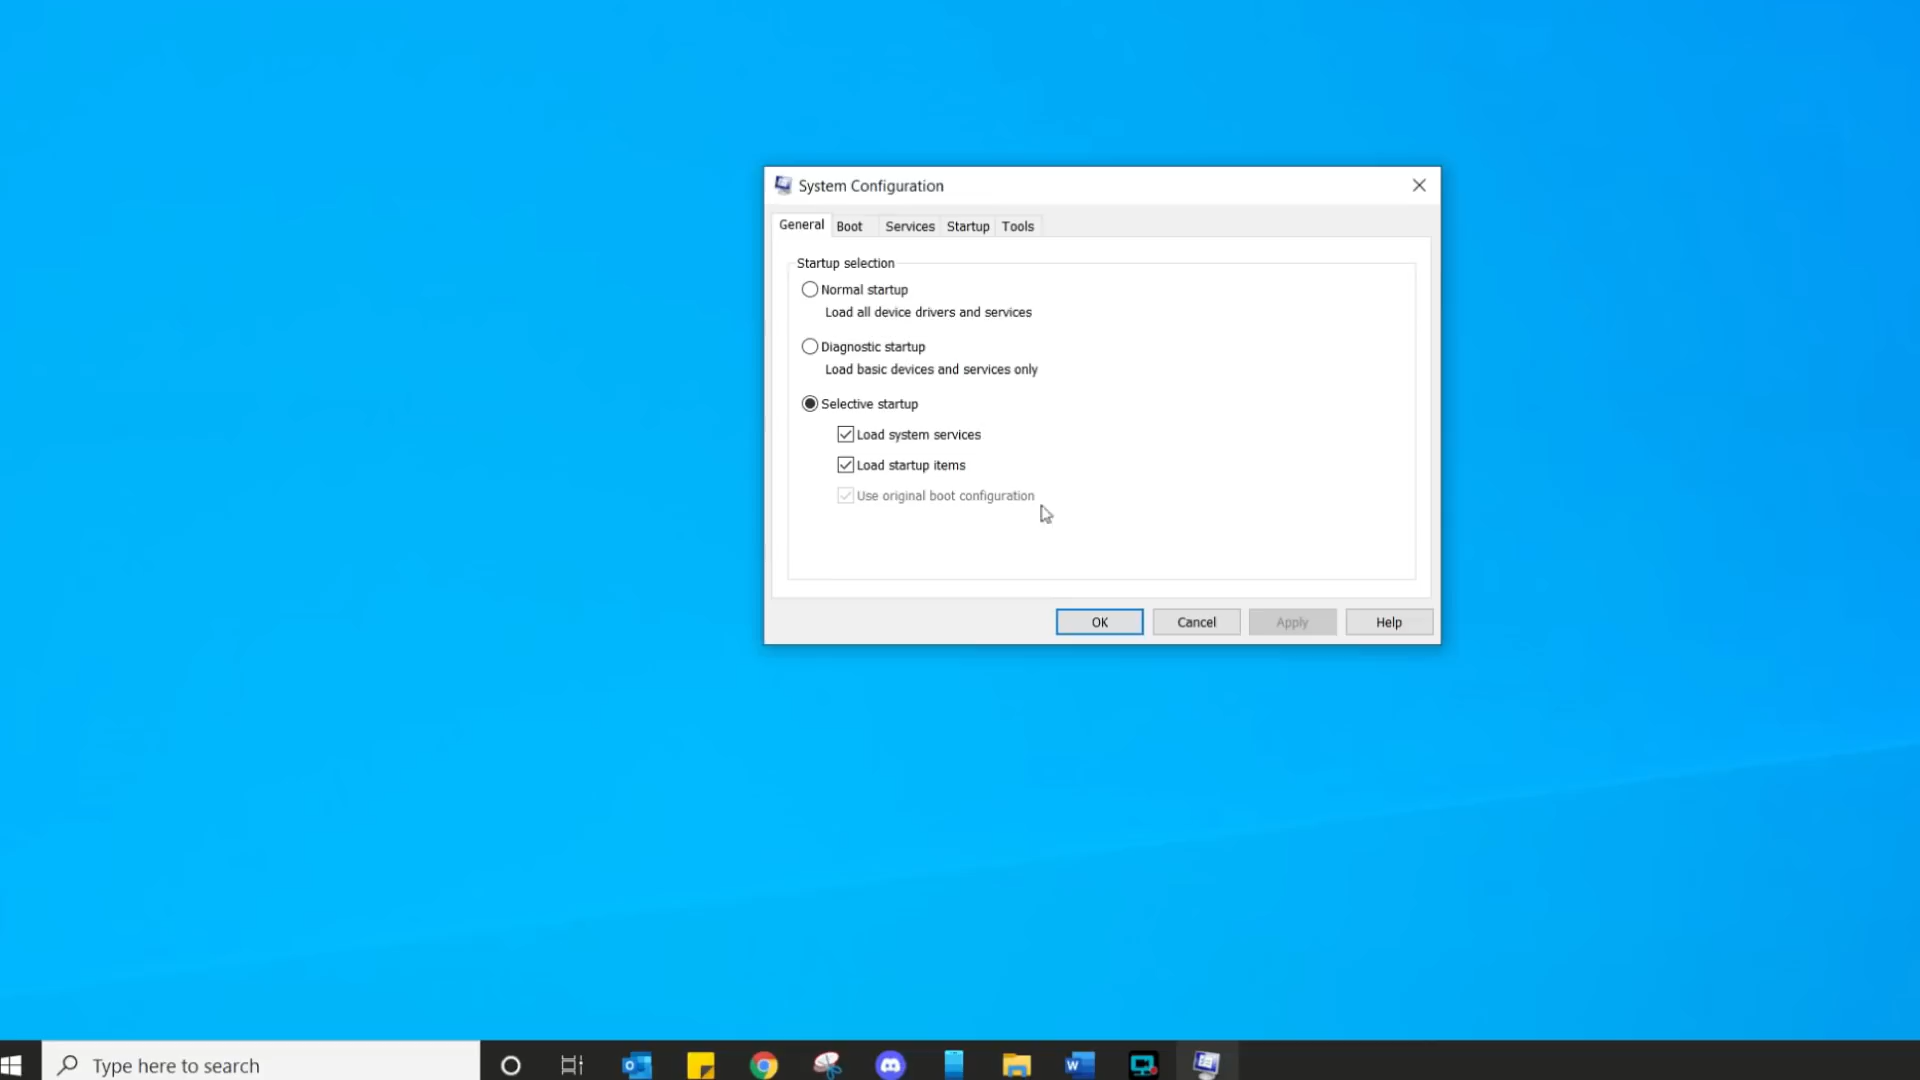 System Configuration
General Boot Services Startup Tools
Startup selection
Normal startup
Load all device drivers and services
Diagnostic startup
Load basic devices and services only
Selective startup
Load system services
Load startup items
Use original boot configuration
OK Cancel Apply Help
Type here to search